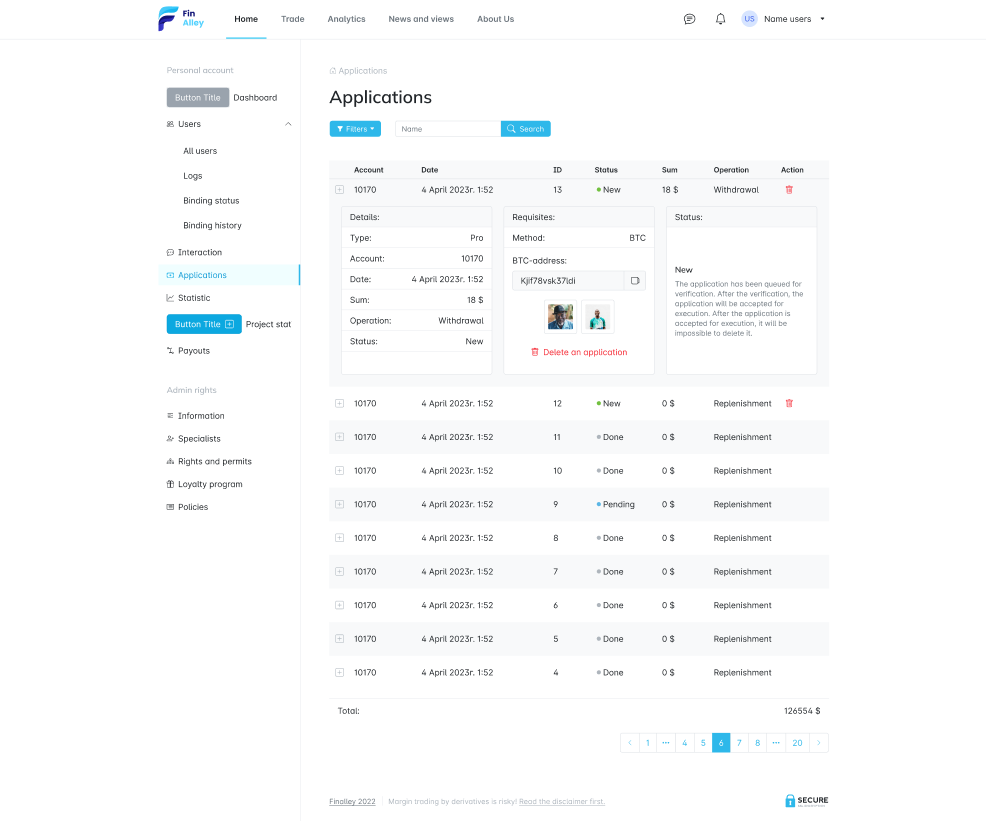 Fin
Alley
Home Trade Analytics News and views About Us
US Name users
Personal account
Button Title Dashboard
Users
All users
Logs
Binding status
Binding history
Interaction
Applications
Statistic
Button Title Project stat
Payouts
Admin rights
Information
Specialists
Rights and permits
Loyalty program
Policies
Applications
Applications
Filters Name Search
Account Date ID Status Sum Operation Action
10170 4 April 2023г. 1:52 13 New 18 $ Withdrawal
Details:
Type: Pro
Account: 10170
Date: 4 April 2023г. 1:52
Sum: 18 $
Operation: Withdrawal
Status: New
Requisites:
Method: BTC
BTC-address:
Kjif78vsk37ldi
Delete an application
Status:
New
The application has been queued for
verification. After the verification, the
application will be accepted for
execution. After the application is
accepted for execution, it will be
impossible to delete it.
10170 4 April 2023г. 1:52 12 New 0 $ Replenishment
10170 4 April 2023г. 1:52 11 Done 0 $ Replenishment
10170 4 April 2023г. 1:52 10 Done 0 $ Replenishment
10170 4 April 2023г. 1:52 9 Pending 0 $ Replenishment
10170 4 April 2023г. 1:52 8 Done 0 $ Replenishment
10170 4 April 2023г. 1:52 7 Done 0 $ Replenishment
10170 4 April 2023г. 1:52 6 Done 0 $ Replenishment
10170 4 April 2023г. 1:52 5 Done 0 $ Replenishment
10170 4 April 2023г. 1:52 4 Done 0 $ Replenishment
Total: 126554 $
< 1 ••• 4 5 6 7 8 ••• 20 >
Finolley 2022 Margin trading by derivatives is risky! Read the disclaimer first.
SECURE